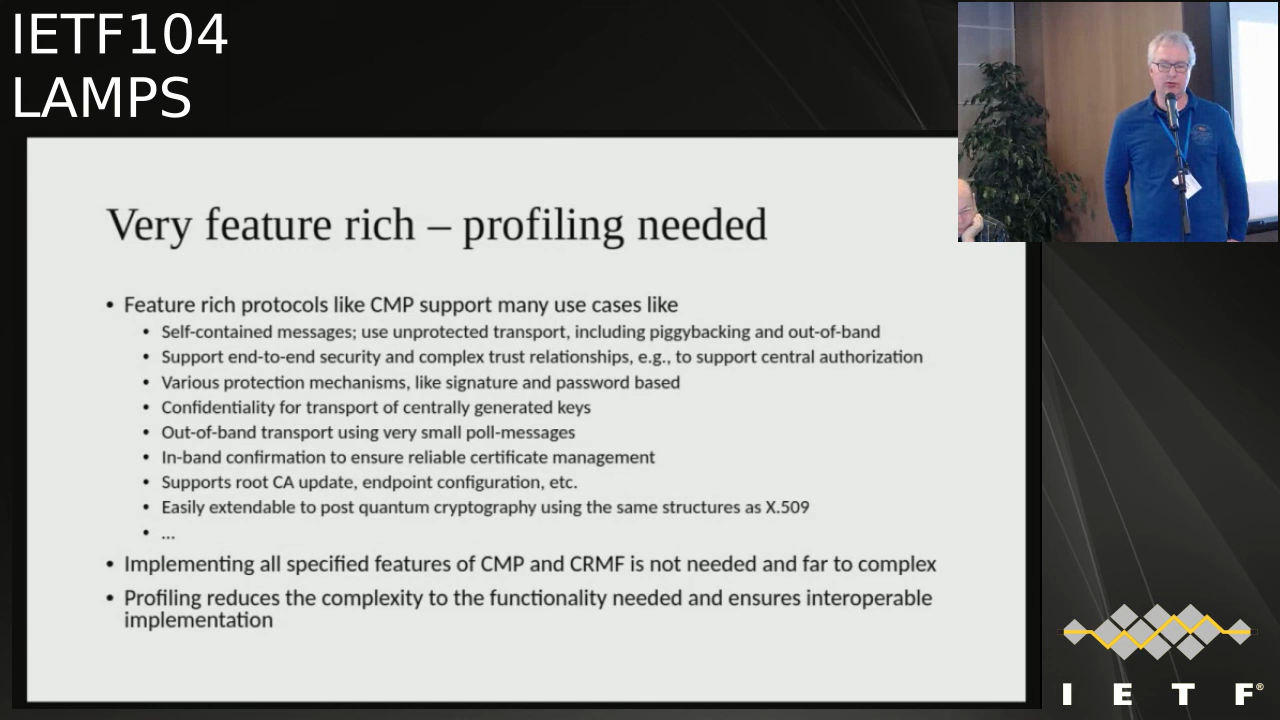 IETF104
LAMPS
Very feature rich – profiling needed
• Feature rich protocols like CMP support many use cases like
• Self-contained messages; use unprotected transport, including piggybacking and out-of-band
• Support end-to-end security and complex trust relationships, e.g., to support central authorization
• Various protection mechanisms, like signature and password based
• Confidentiality for transport of centrally generated keys
• Out-of-band transport using very small poll-messages
• In-band confirmation to ensure reliable certificate management
• Supports root CA update, endpoint configuration, etc.
• Easily extendable to post quantum cryptography using the same structures as X.509
• ...
• Implementing all specified features of CMP and CRMF is not needed and far to complex
• Profiling reduces the complexity to the functionality needed and ensures interoperable
implementation
I E T F®